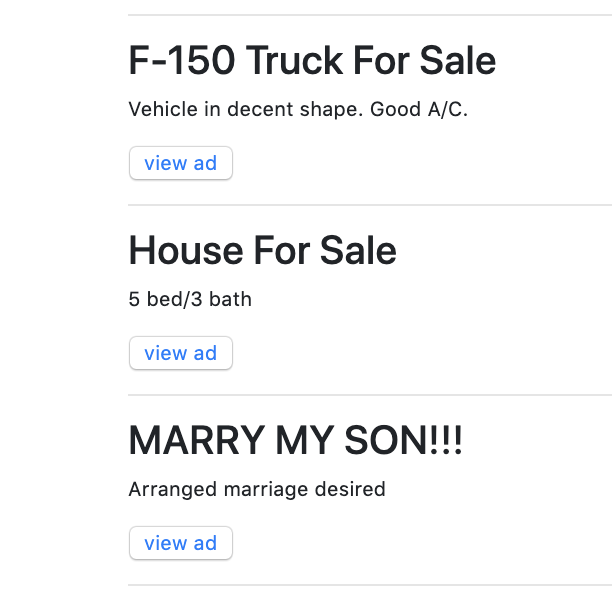 F-150 Truck For Sale
Vehicle in decent shape. Good A/C.
view ad
House For Sale
5 bed/3 bath
view ad
MARRY MY SON!!!
Arranged marriage desired
view ad